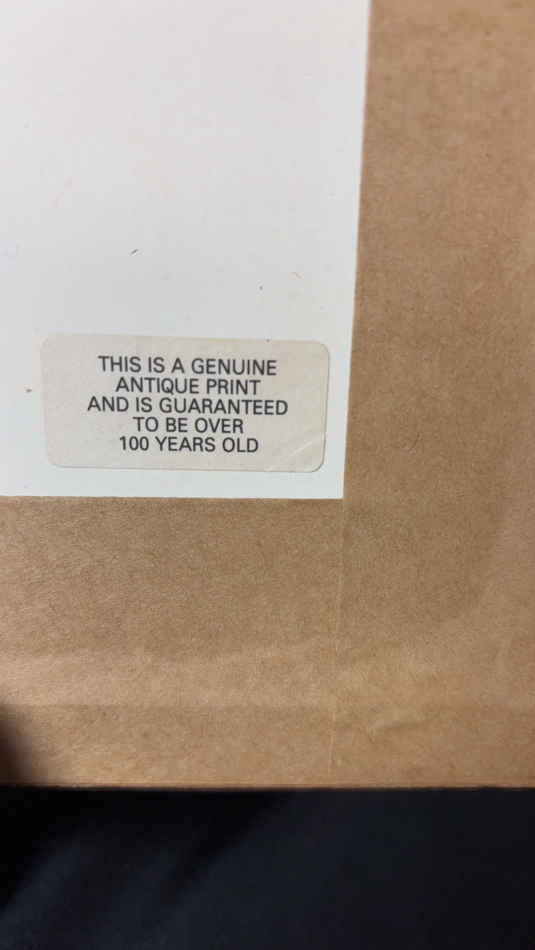 THIS IS A GENUINE
ANTIQUE PRINT
AND IS GUARANTEED
TO BE OVER
100 YEARS OLD